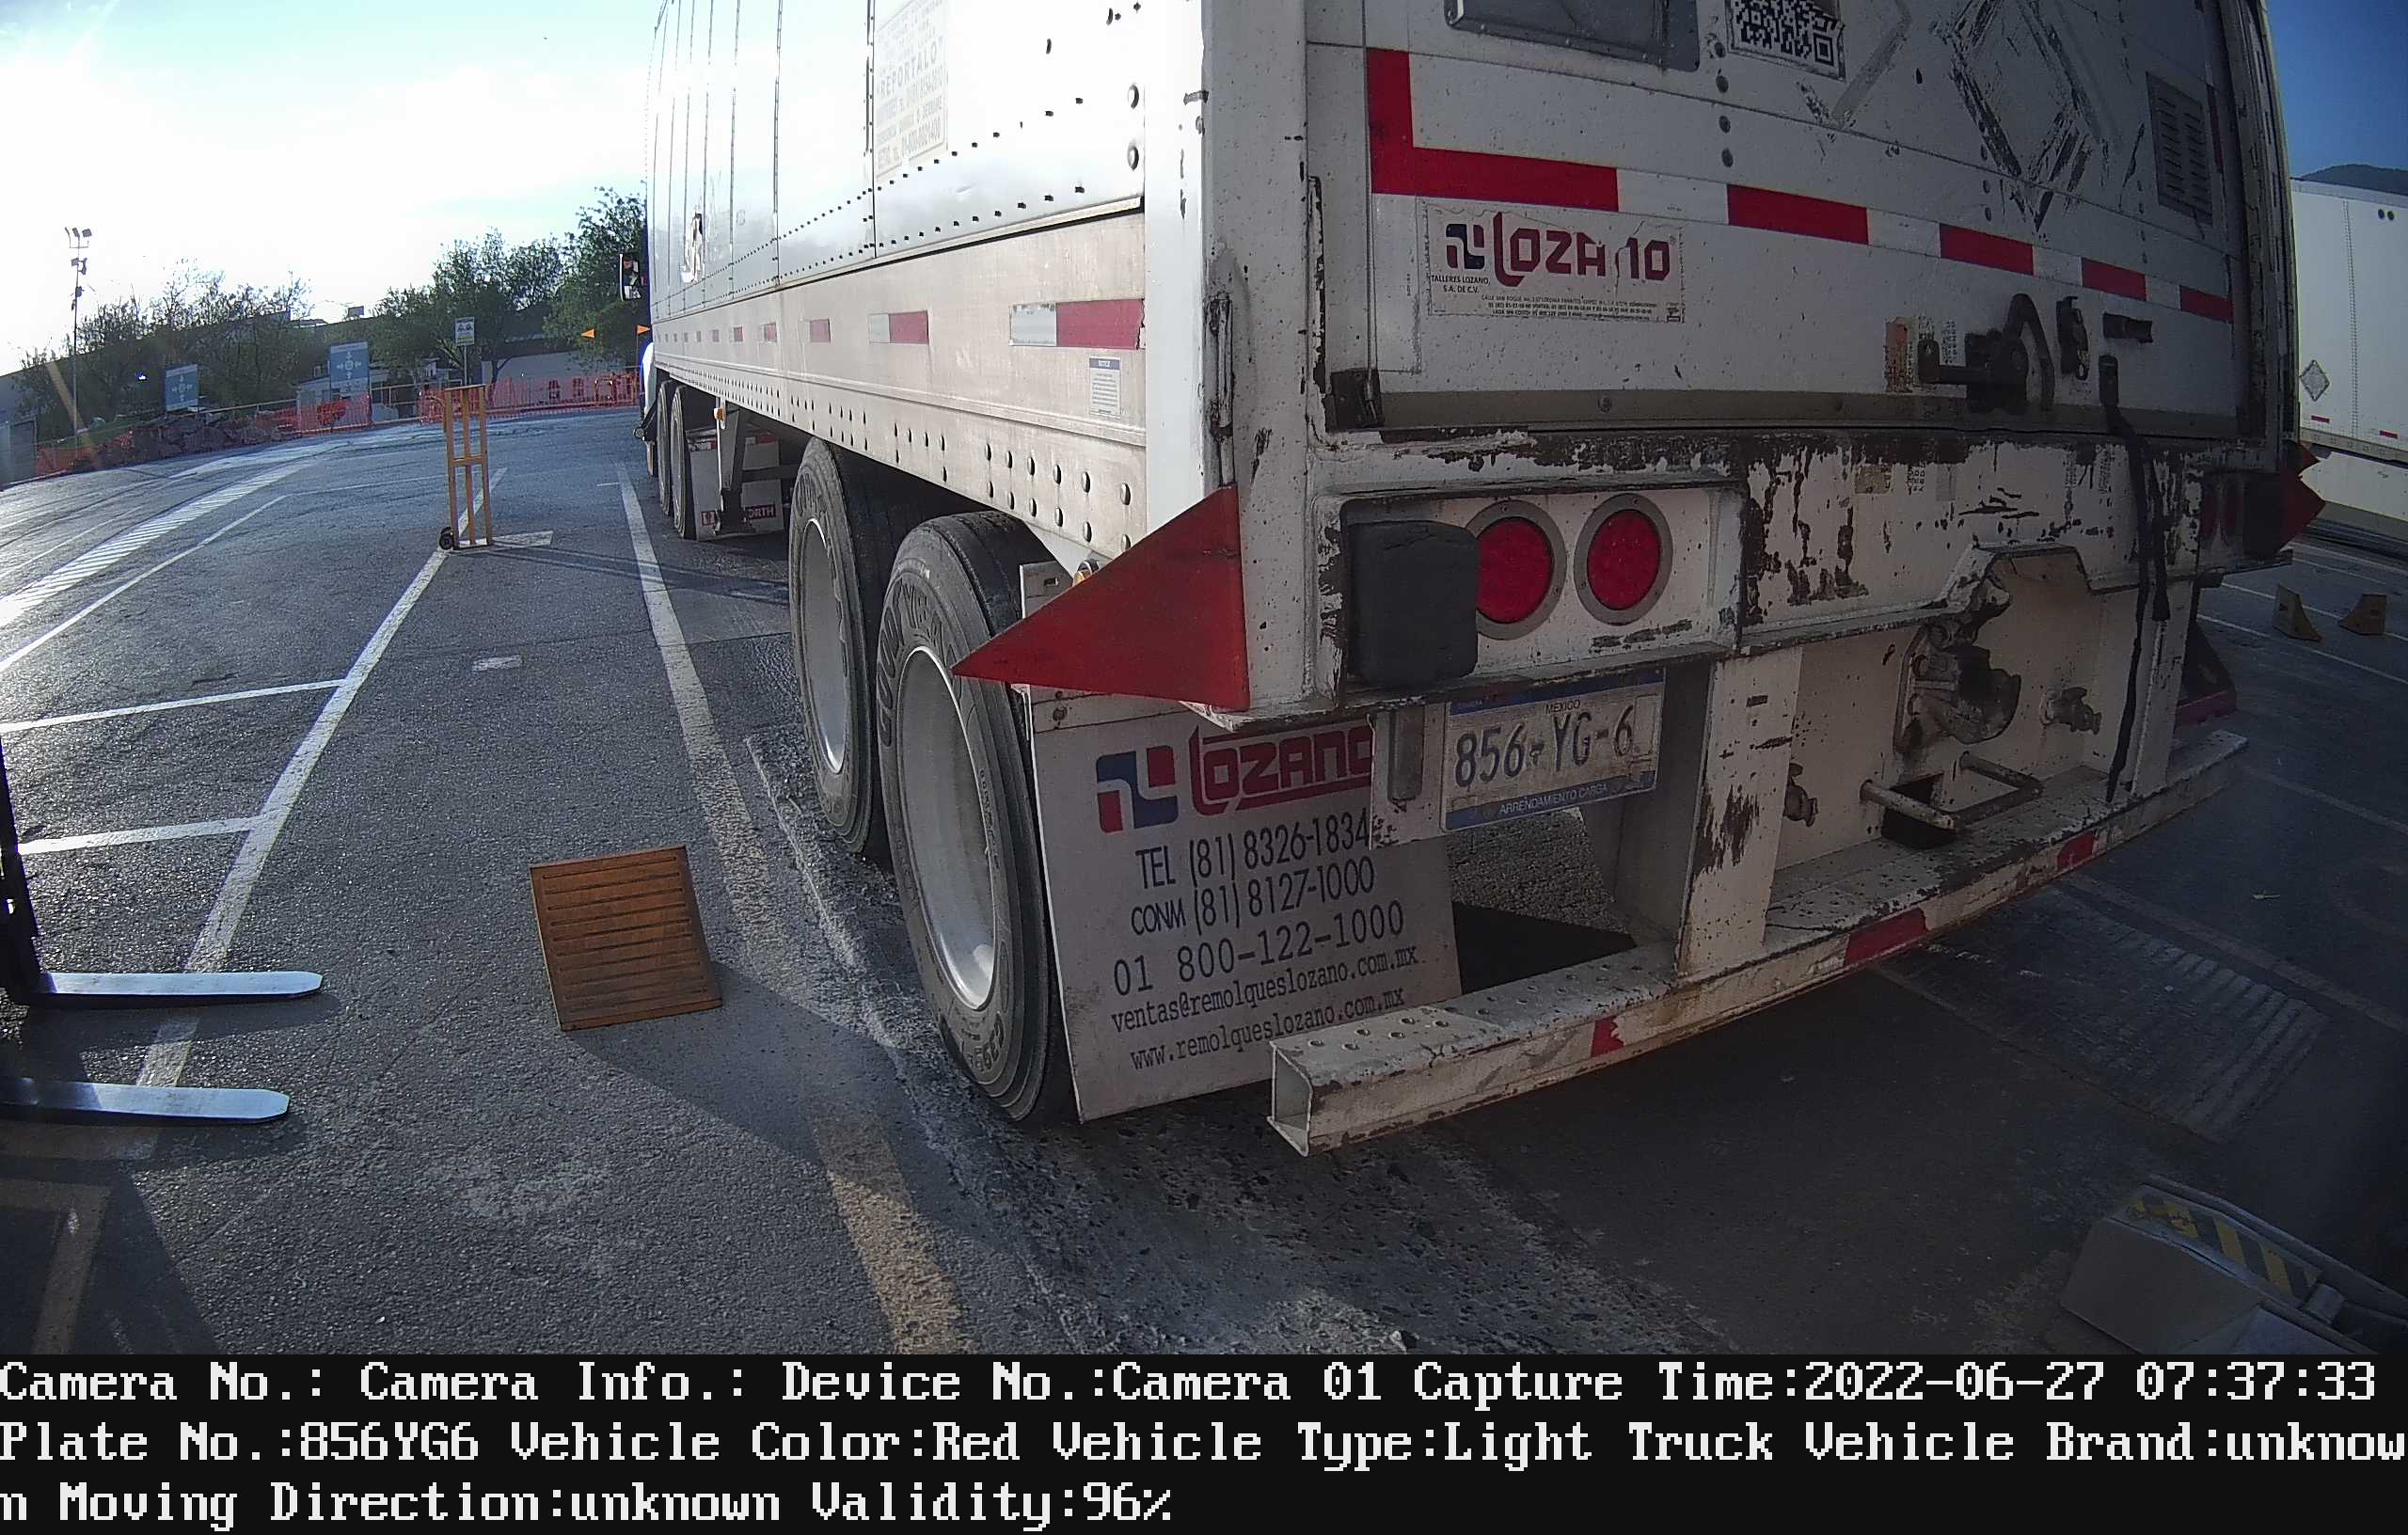 REPORTALO
LOZANO
TALLERES LOZANO,
S.A. DE C.V.
NOTICE
MEXICO
856-YG-6
ARRENDAMIENTO CARGA
LOZANO
TEL (81) 8326-1834
CONM (81) 8127-1000
01 800-122-1000
ventas@remolqueslozano.com.mx
www.remolqueslozano.com.mx
Camera No.: Camera Info.: Device No.:Camera 01 Capture Time:2022-06-27 07:37:33
Plate No.:856YG6 Vehicle Color:Red Vehicle Type:Light Truck Vehicle Brand:unknow
n Moving Direction:unknown Validity:96%